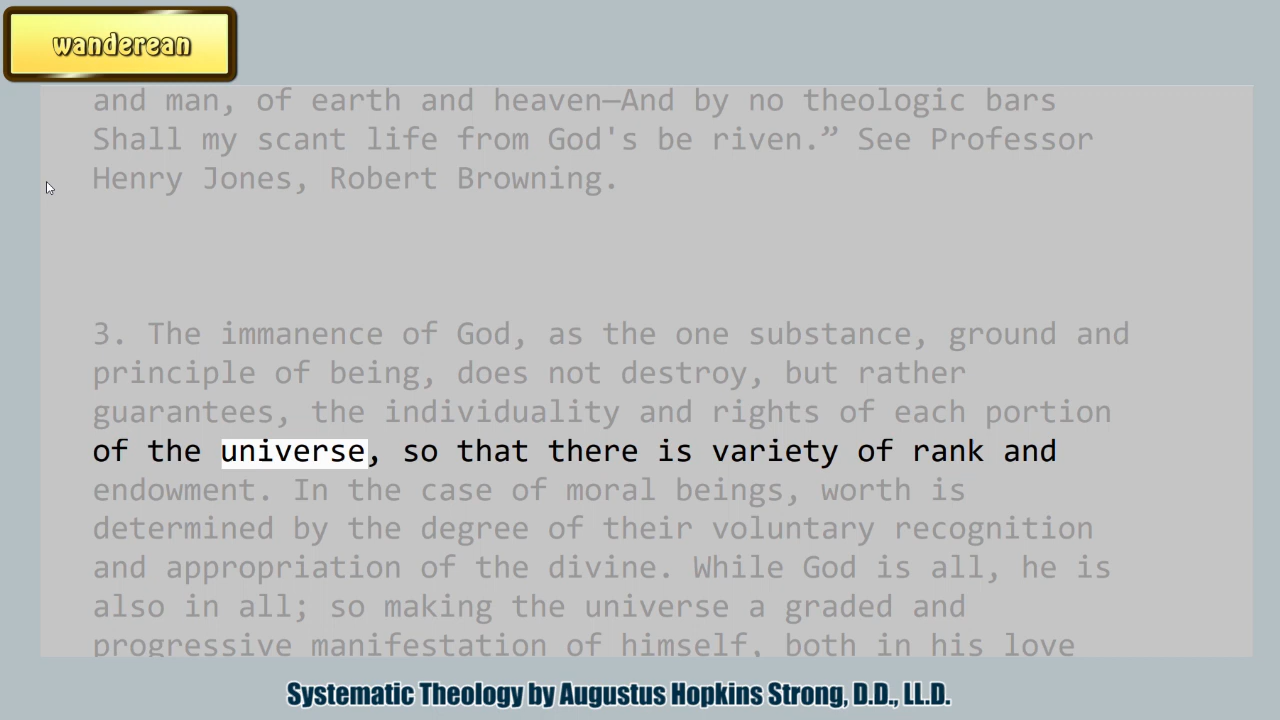 wanderean
and man, of earth and heaven—And by no theologic bars
Shall my scant life from God's be riven.” See Professor
Henry Jones, Robert Browning.
3. The immanence of God, as the one substance, ground and
principle of being, does not destroy, but rather
guarantees, the individuality and rights of each portion
of the universe, so that there is variety of rank and
endowment. In the case of moral beings, worth is
determined by the degree of their voluntary recognition
and appropriation of the divine. While God is all, he is
also in all; so making the universe a graded and
progressive manifestation of himself, both in his love
Systematic Theology by Augustus Hopkins Strong, D.D., LL.D.